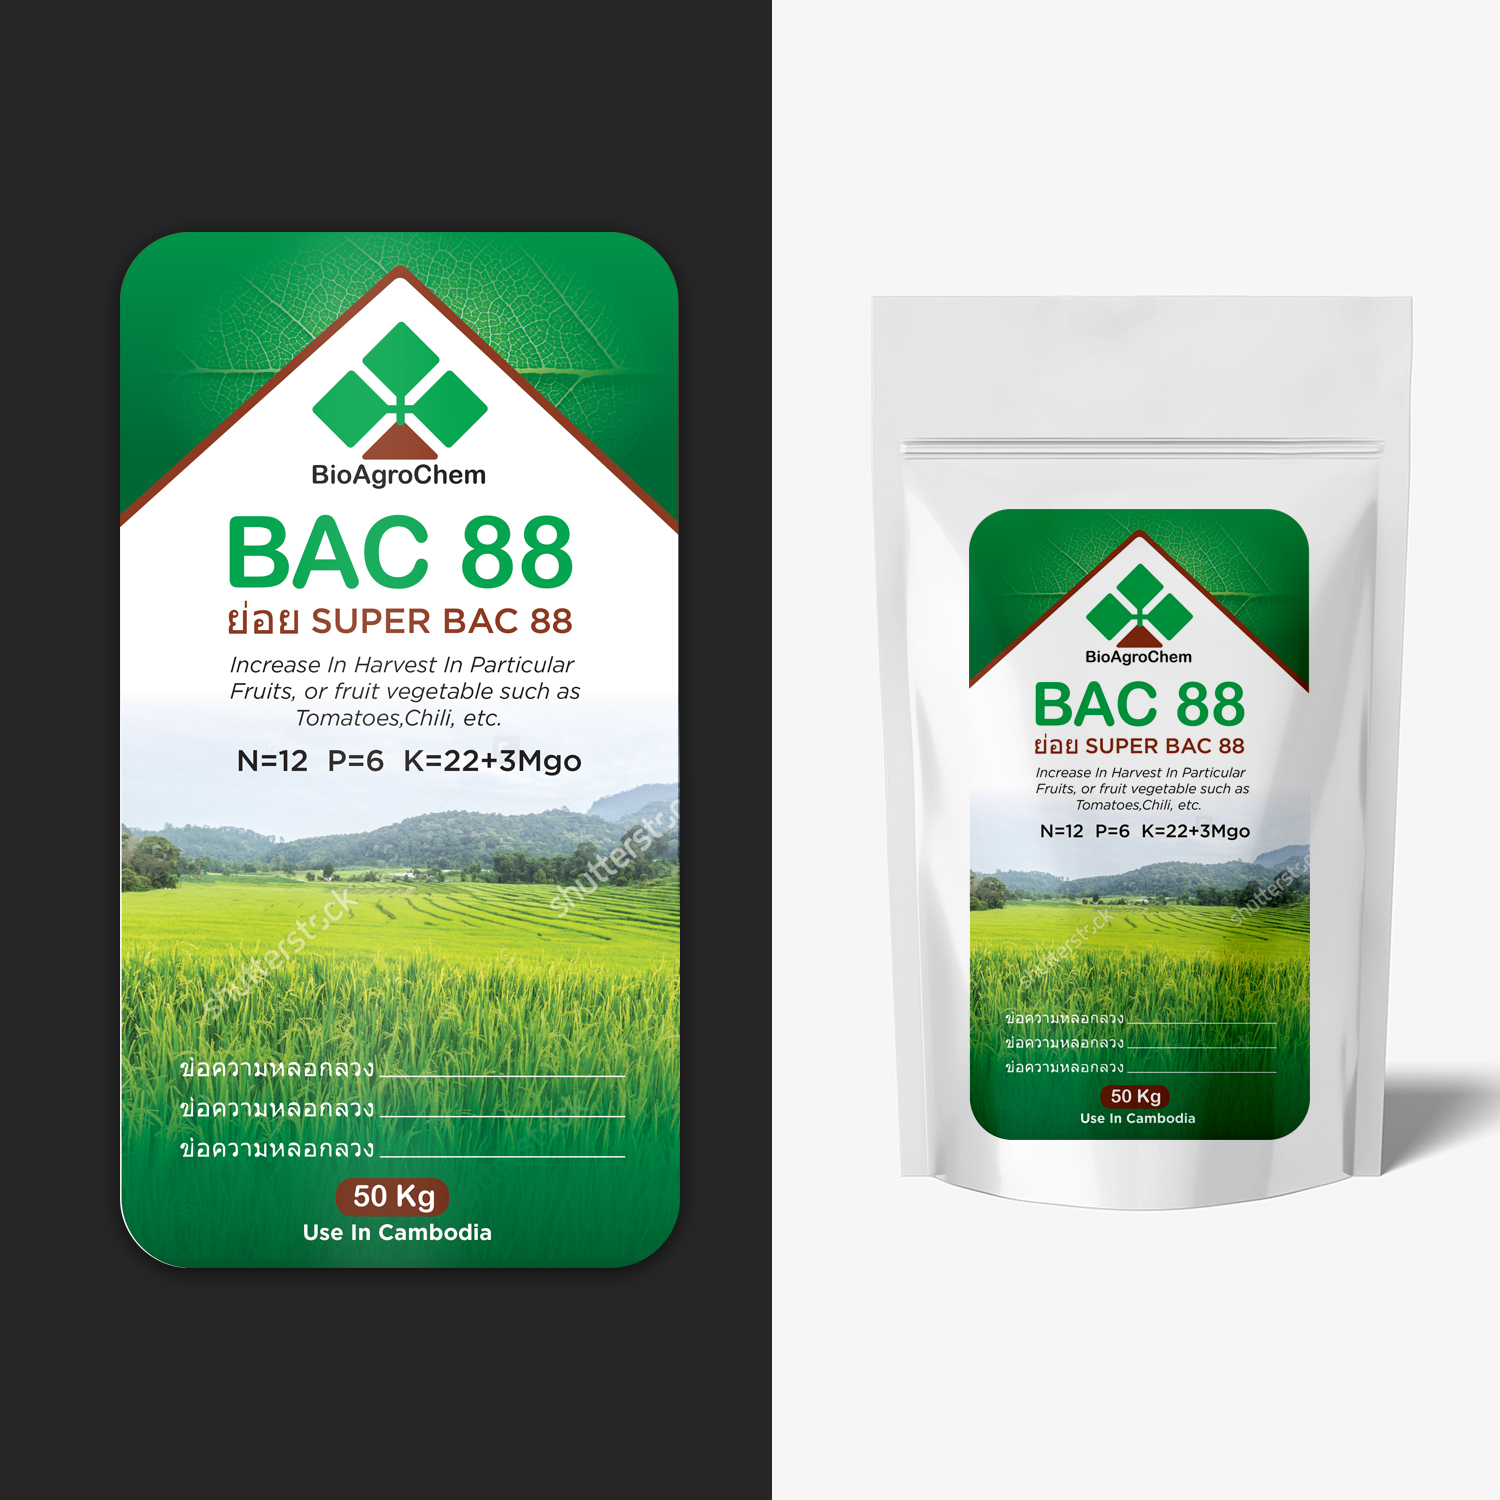 BioAgroChem
BAC 88
ย่อย SUPER BAC 88
Increase In Harvest In Particular
Fruits, or fruit vegetable such as
Tomatoes,Chili, etc.
N=12 P=6 K=22+3Mgo
shutterstock
shutterstock
ข้อความหลอกลวง
ข้อความหลอกลวง
ข้อความหลอกลวง
50 Kg
Use In Cambodia
BioAgroChem
BAC 88
ย่อย SUPER BAC 88
Increase In Harvest In Particular
Fruits, or fruit vegetable such as
Tomatoes,Chili, etc.
N=12 P=6 K=22+3Mgo
shutterstock
shutterstock
ข้อความหลอกลวง
ข้อความหลอกลวง
ข้อความหลอกลวง
50 Kg
Use In Cambodia